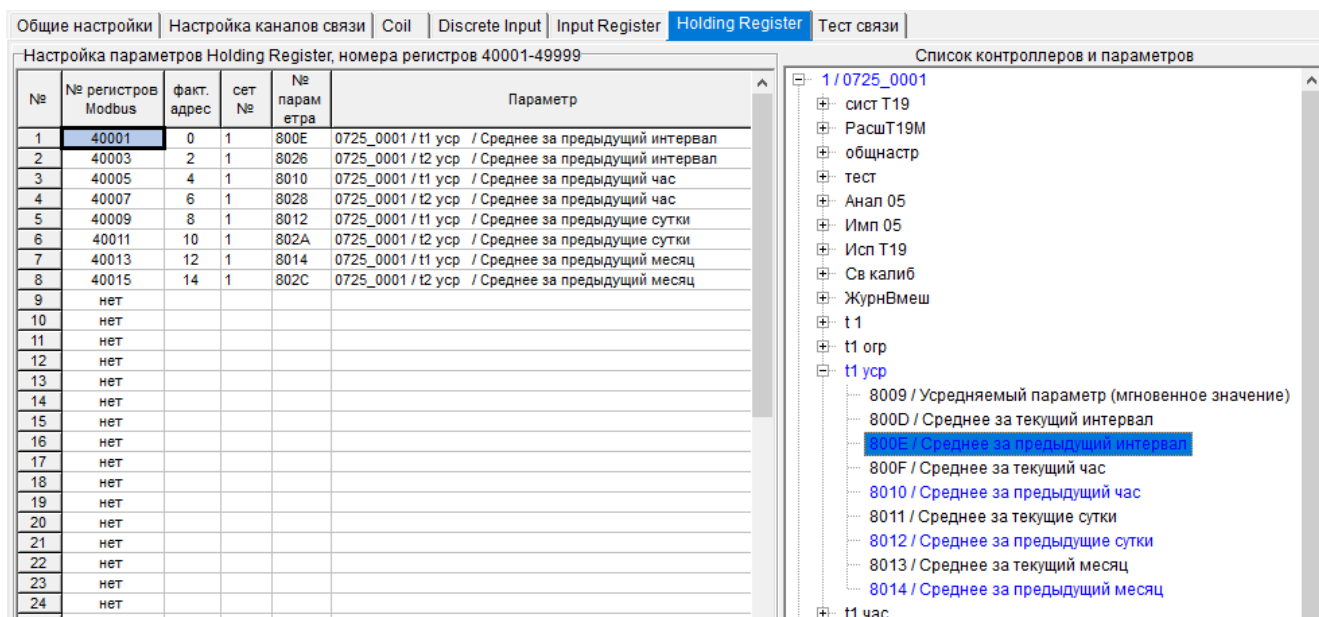 Общие настройки Настройка каналов связи Coil Discrete Input Input Register Holding Register Тест связи
Настройка параметров Holding Register, номера регистров 40001-49999
№ № регистров Modbus факт. адрес сет № № парам етра Параметр
1 40001 0 1 800E 0725_0001 / t1 уср / Среднее за предыдущий интервал
2 40003 2 1 8026 0725_0001 / t2 уср / Среднее за предыдущий интервал
3 40005 4 1 8010 0725_0001 / t1 уср / Среднее за предыдущий час
4 40007 6 1 8028 0725_0001 / t2 уср / Среднее за предыдущий час
5 40009 8 1 8012 0725_0001 / t1 уср / Среднее за предыдущие сутки
6 40011 10 1 802A 0725_0001 / t2 уср / Среднее за предыдущие сутки
7 40013 12 1 8014 0725_0001 / t1 уср / Среднее за предыдущий месяц
8 40015 14 1 802C 0725_0001 / t2 уср / Среднее за предыдущий месяц
9 нет
10 нет
11 нет
12 нет
13 нет
14 нет
15 нет
16 нет
17 нет
18 нет
19 нет
20 нет
21 нет
22 нет
23 нет
24 нет
Список контроллеров и параметров
1 / 0725_0001
сист Т19
РасшТ19М
общнастр
тест
Анал 05
Имп 05
Исп Т19
Св калиб
ЖурнВмеш
t 1
t1 огр
t1 уср
8009 / Усредняемый параметр (мгновенное значение)
800D / Среднее за текущий интервал
800E / Среднее за предыдущий интервал
800F / Среднее за текущий час
8010 / Среднее за предыдущий час
8011 / Среднее за текущие сутки
8012 / Среднее за предыдущие сутки
8013 / Среднее за текущий месяц
8014 / Среднее за предыдущий месяц
t1 час